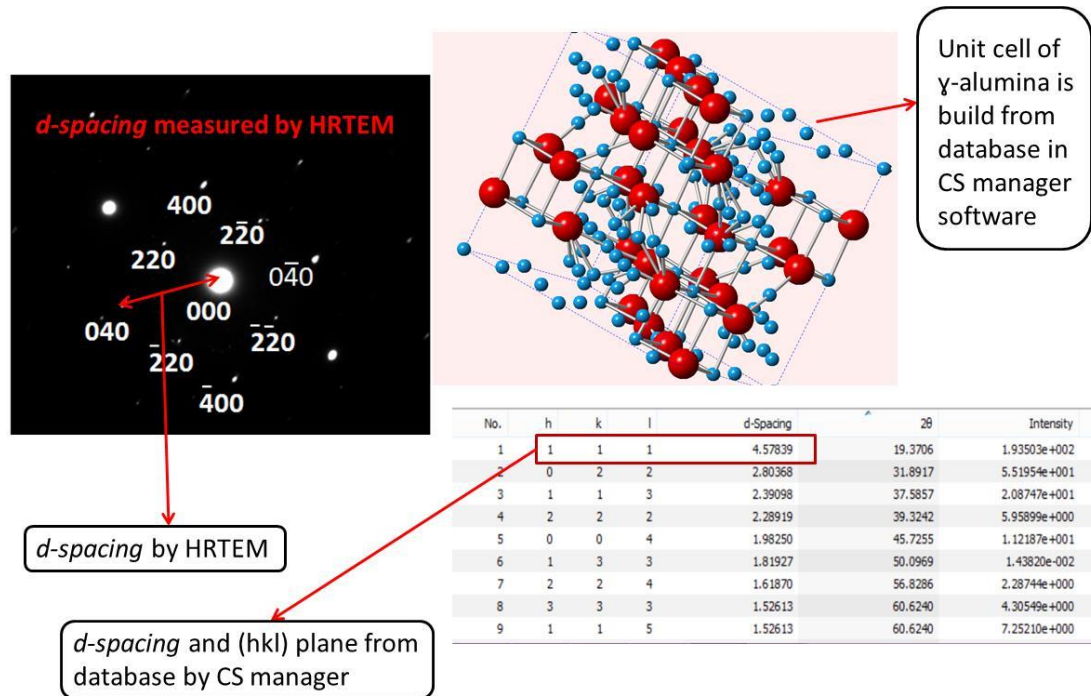 d-spacing measured by HRTEM
400
22̅0
220
04̅0
000
040
2̅2̅0
2̅20
4̅00
Unit cell of
ɣ-alumina is
build from
database in
CS manager
software
d-spacing by HRTEM
d-spacing and (hkl) plane from
database by CS manager
No. h k l d-Spacing 2θ Intensity
1 1 1 1 4.57839 19.3706 1.93503e+002
2 0 2 2 2.80368 31.8917 5.51954e+001
3 1 1 3 2.39098 37.5857 2.08747e+001
4 2 2 2 2.28919 39.3242 5.95899e+000
5 0 0 4 1.98250 45.7255 1.12187e+001
6 1 3 3 1.81927 50.0969 1.43820e-002
7 2 2 4 1.61870 56.8286 2.28744e+000
8 3 3 3 1.52613 60.6240 4.30549e+000
9 1 1 5 1.52613 60.6240 7.25210e+000